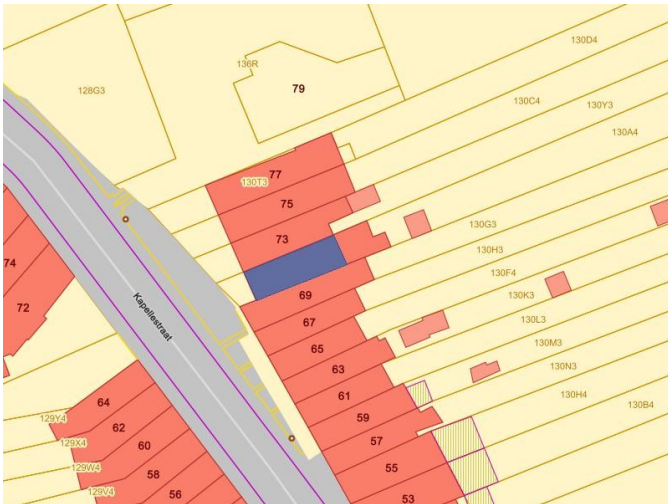 130D4
136R
79
128G3
130C4
130Y3
130A4
77
130T3
75
73
130G3
130H3
74
69
130F4
72
67
130K3
Kapellestraat
65
130L3
63
130M3
61
130N3
64
59
130H4
129Y4
62
57
130B4
129X4
60
55
129W4
58
53
129V4
56